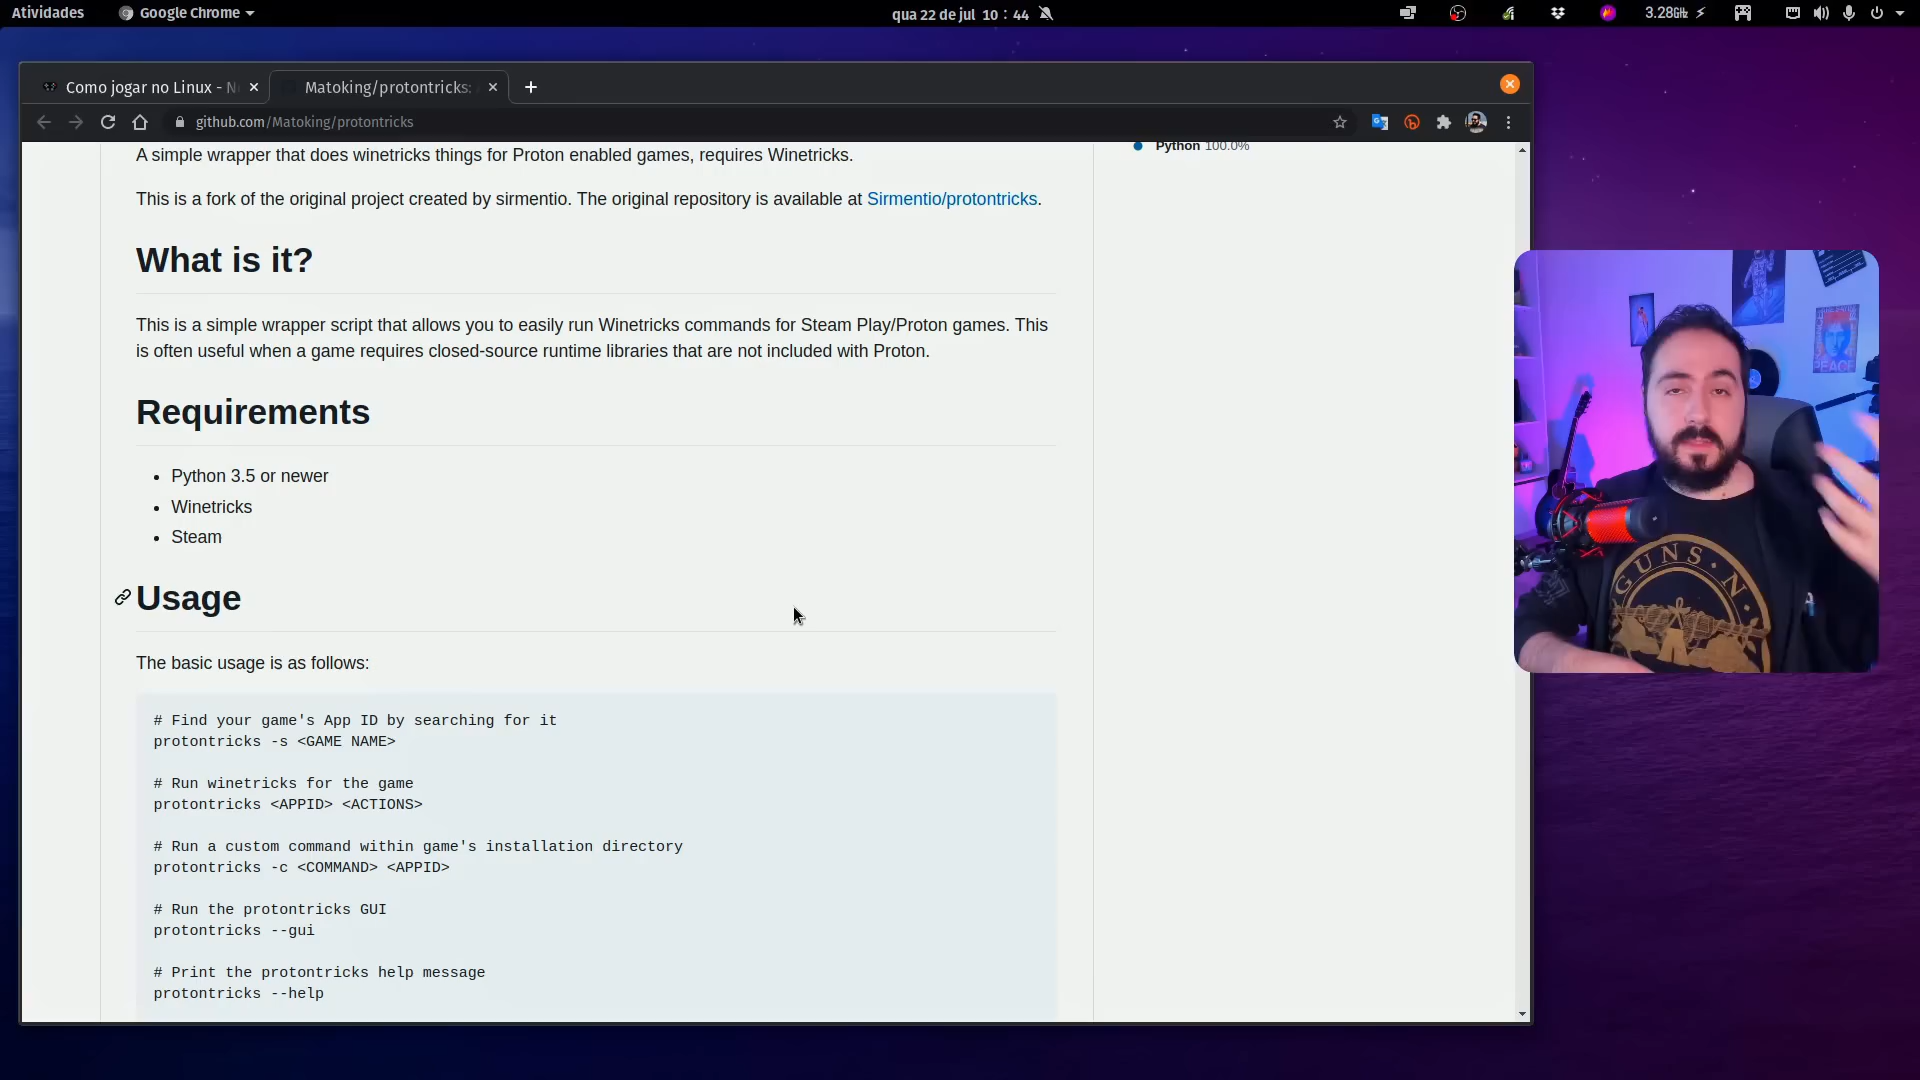 Atividades
Google Chrome
qua 22 de jul 10 : 44
3.28GHz
Como jogar no Linux - N
Matoking/protontricks:
github.com/Matoking/protontricks
A simple wrapper that does winetricks things for Proton enabled games, requires Winetricks.
Python 100.0%
This is a fork of the original project created by sirmentio. The original repository is available at Sirmentio/protontricks.
What is it?
This is a simple wrapper script that allows you to easily run Winetricks commands for Steam Play/Proton games. This
is often useful when a game requires closed-source runtime libraries that are not included with Proton.
Requirements
Python 3.5 or newer
Winetricks
Steam
Usage
The basic usage is as follows:
# Find your game's App ID by searching for it
protontricks -s <GAME NAME>
# Run winetricks for the game
protontricks <APPID> <ACTIONS>
# Run a custom command within game's installation directory
protontricks -c <COMMAND> <APPID>
# Run the protontricks GUI
protontricks --gui
# Print the protontricks help message
protontricks --help
PEACE
GUNS N